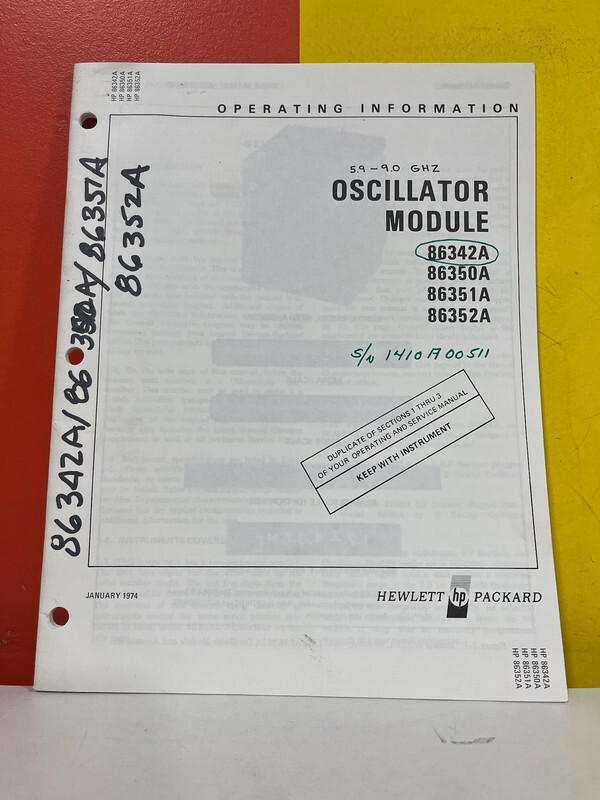 HP 86342A
HP 86350A
HP 86351A
HP 86352A
OPERATING INFORMATION
5.9 – 9.0 GHZ
OSCILLATOR
MODULE
86342A
86350A
86351A
86352A
S/N 1410A00511
DUPLICATE OF SECTIONS 1 THRU 3
OF YOUR OPERATING AND SERVICE MANUAL
KEEP WITH INSTRUMENT
86342A/86350A/86351A
86352A
JANUARY 1974
HEWLETT hp PACKARD
HP 86342A
HP 86350A
HP 86351A
HP 86352A